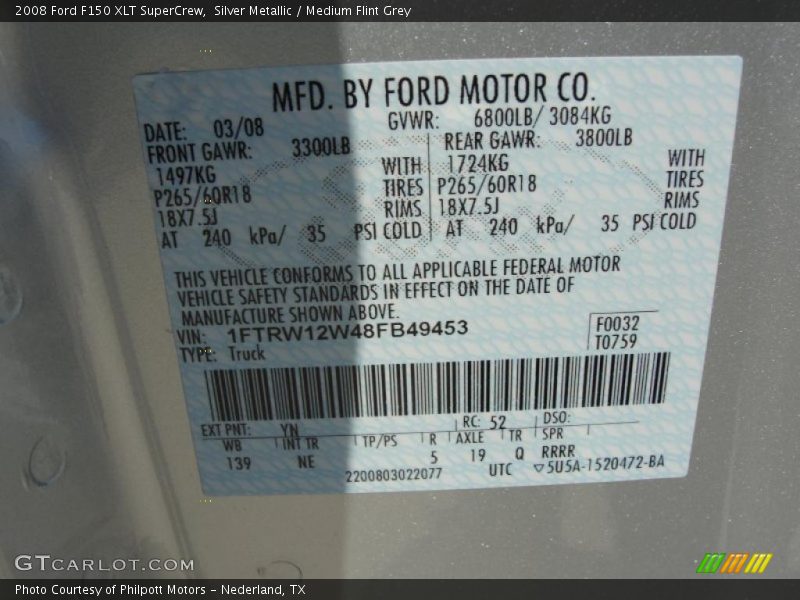 2008 Ford F150 XLT SuperCrew, Silver Metallic / Medium Flint Grey
MFD. BY FORD MOTOR CO.
DATE: 03/08 GVWR: 6800LB/ 3084KG
FRONT GAWR: 3300LB REAR GAWR: 3800LB
1497KG WITH 1724KG WITH
P265/60R18 TIRES P265/60R18 TIRES
18X7.5J RIMS 18X7.5J RIMS
AT 240 kPa/ 35 PSI COLD AT 240 kPa/ 35 PSI COLD
THIS VEHICLE CONFORMS TO ALL APPLICABLE FEDERAL MOTOR
VEHICLE SAFETY STANDARDS IN EFFECT ON THE DATE OF
MANUFACTURE SHOWN ABOVE.
VIN: 1FTRW12W48FB49453 F0032
TYPE: Truck T0759
EXT PNT: YN RC: 52 DSO:
WB INT TR TP/PS R AXLE TR SPR
139 NE 5 19 Q RRRR
2200803022077 UTC ▽5U5A-1520472-BA
GTCARLOT.COM
Photo Courtesy of Philpott Motors - Nederland, TX